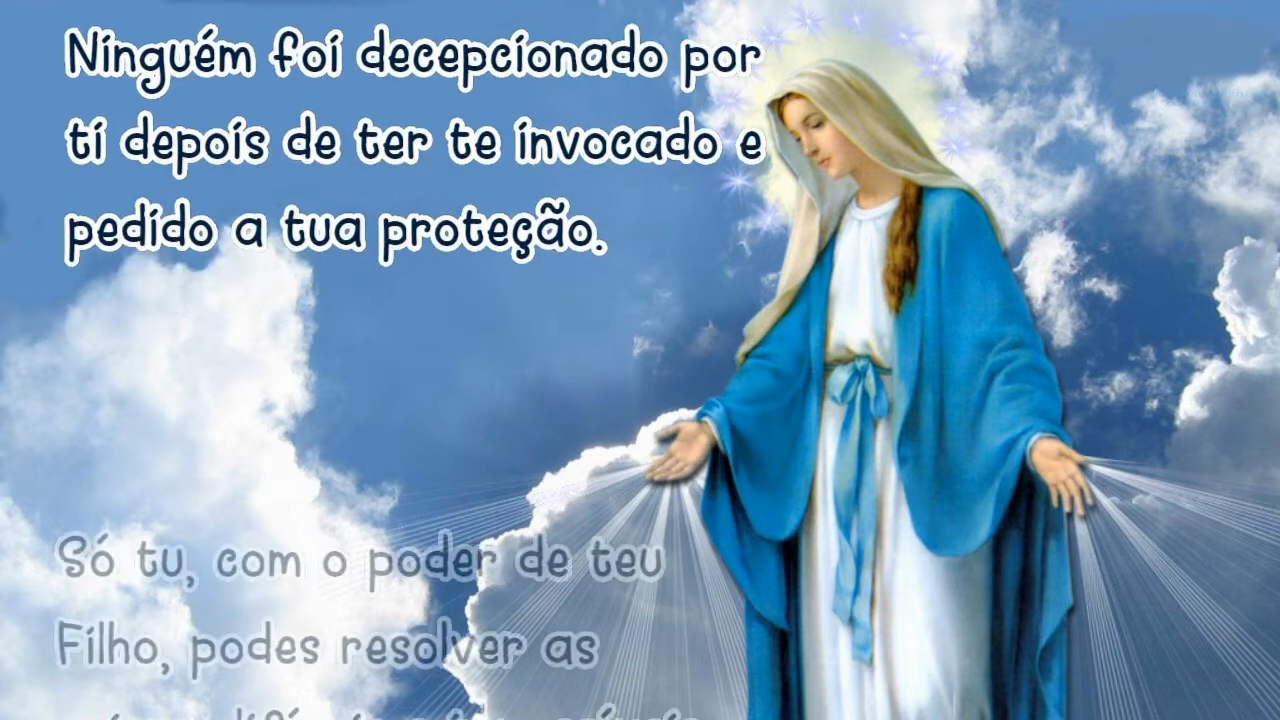 Ninguém foi decepcionado por
ti depois de ter te invocado e
pedido a tua proteção.
Só tu, com o poder de teu
Filho, podes resolver as